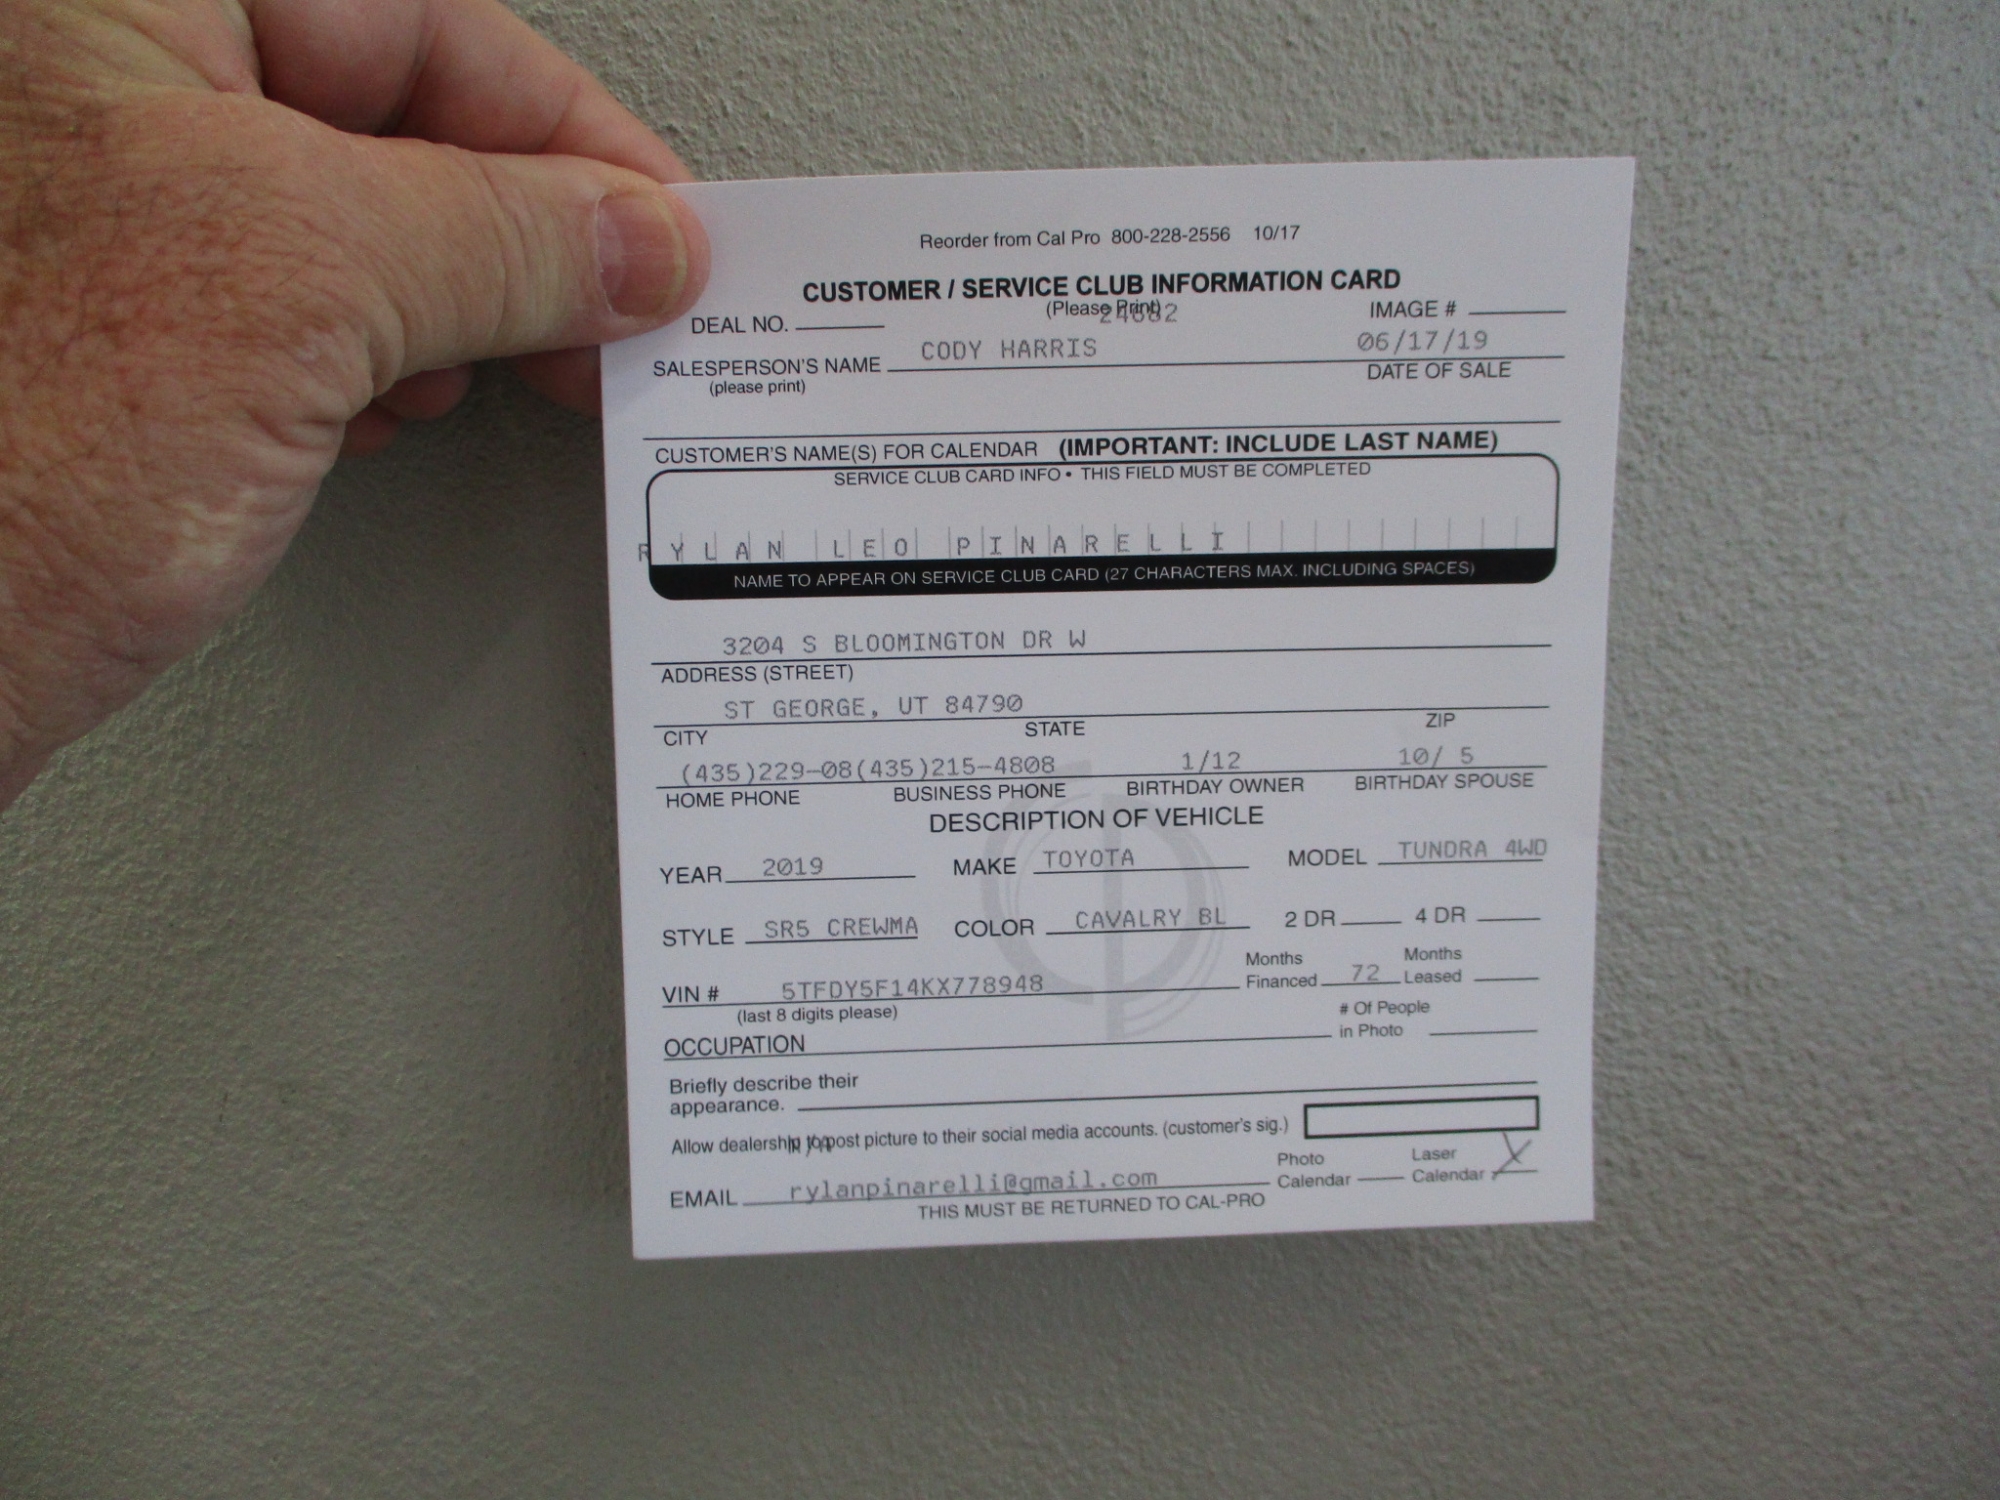 Reorder from Cal Pro 800-228-2556 10/17
CUSTOMER / SERVICE CLUB INFORMATION CARD
(Please Print)
DEAL NO. IMAGE #
SALESPERSON'S NAME CODY HARRIS 06/17/19
(please print) DATE OF SALE
CUSTOMER'S NAME(S) FOR CALENDAR (IMPORTANT: INCLUDE LAST NAME)
SERVICE CLUB CARD INFO • THIS FIELD MUST BE COMPLETED
RYLAN LEO PINARELLI
NAME TO APPEAR ON SERVICE CLUB CARD (27 CHARACTERS MAX. INCLUDING SPACES)
3204 S BLOOMINGTON DR W
ADDRESS (STREET)
ST GEORGE, UT 84790
CITY STATE ZIP
(435)229-08(435)215-4808 1/12 10/ 5
HOME PHONE BUSINESS PHONE BIRTHDAY OWNER BIRTHDAY SPOUSE
DESCRIPTION OF VEHICLE
YEAR 2019 MAKE TOYOTA MODEL TUNDRA 4WD
STYLE SR5 CREWMA COLOR CAVALRY BL 2 DR 4 DR
Months Months
VIN # 5TFDY5F14KX778948 Financed 72 Leased
(last 8 digits please) # Of People
OCCUPATION in Photo
Briefly describe their
appearance.
Allow dealership to post picture to their social media accounts. (customer's sig.)
Photo Laser
EMAIL rylanpinarelli@gmail.com Calendar Calendar X
THIS MUST BE RETURNED TO CAL-PRO